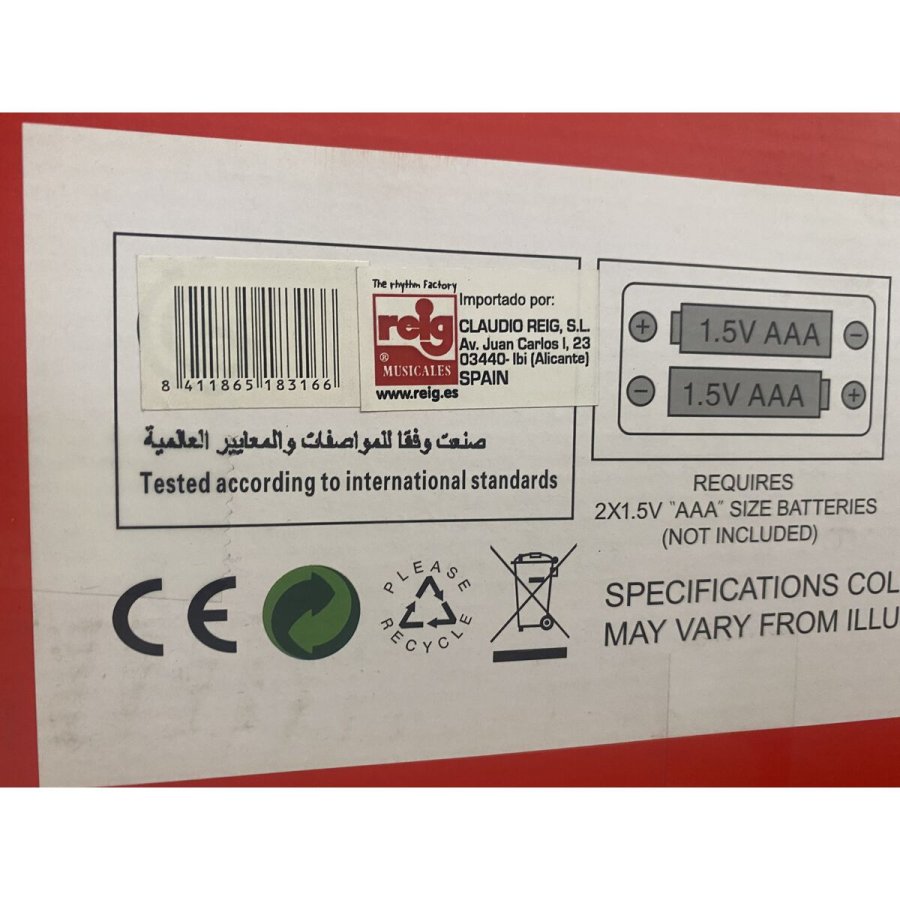 8 411865 183166
The rhythm Factory
reig
®
MUSICALES
www.reig.es
Importado por:
CLAUDIO REIG, S.L.
Av. Juan Carlos I, 23
03440- Ibi (Alicante)
SPAIN
صنعت وفقا للمواصفات والمعايير العالمية
Tested according to international standards
+ 1.5V AAA −
− 1.5V AAA +
REQUIRES
2X1.5V "AAA" SIZE BATTERIES
(NOT INCLUDED)
CE
PLEASE
RECYCLE
SPECIFICATIONS COL
MAY VARY FROM ILLU